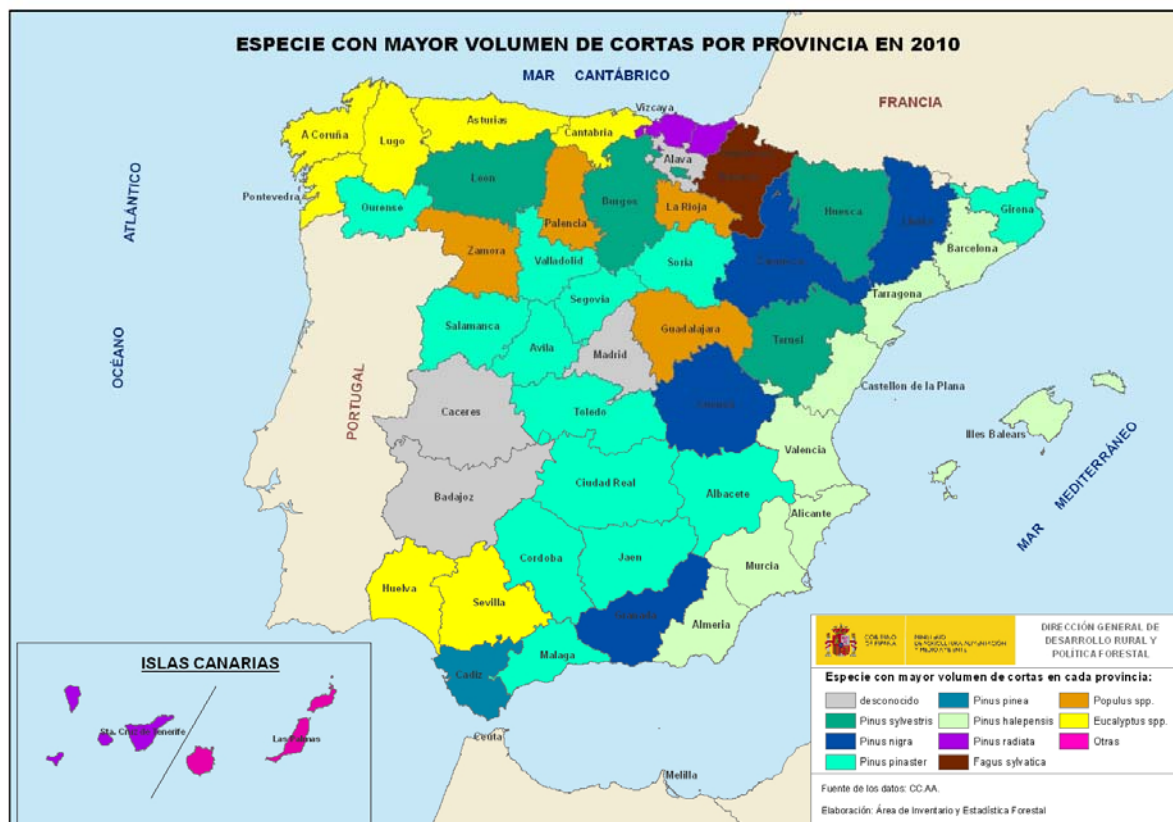 ESPECIE CON MAYOR VOLUMEN DE CORTAS POR PROVINCIA EN 2010
MAR CANTÁBRICO
FRANCIA
Vizcaya
A Coruña
Lugo
Asturias
Cantabria
Alava
Pontevedra
Ourense
Leon
Palencia
Burgos
La Rioja
Huesca
Girona
Barcelona
Zamora
Valladolid
Soria
Tarragona
ATLÁNTICO
OCÉANO
Segovia
Salamanca
Avila
Madrid
Guadalajara
Teruel
PORTUGAL
Caceres
Toledo
Castellon de la Plana
Illes Balears
Valencia
MAR MEDITERRÁNEO
Badajoz
Ciudad Real
Albacete
Alicante
Cordoba
Jaen
Murcia
Huelva
Sevilla
Almeria
Malaga
Cadiz
Ceuta
Melilla
ISLAS CANARIAS
Sta. Cruz de Tenerife
Las Palmas
DIRECCIÓN GENERAL DE
DESARROLLO RURAL Y
POLÍTICA FORESTAL
Especie con mayor volumen de cortas en cada provincia:
desconocido
Pinus sylvestris
Pinus nigra
Pinus pinaster
Pinus pinea
Pinus halepensis
Pinus radiata
Fagus sylvatica
Populus spp.
Eucalyptus spp.
Otras
Fuente de los datos: CC.AA.
Elaboración: Área de Inventario y Estadística Forestal